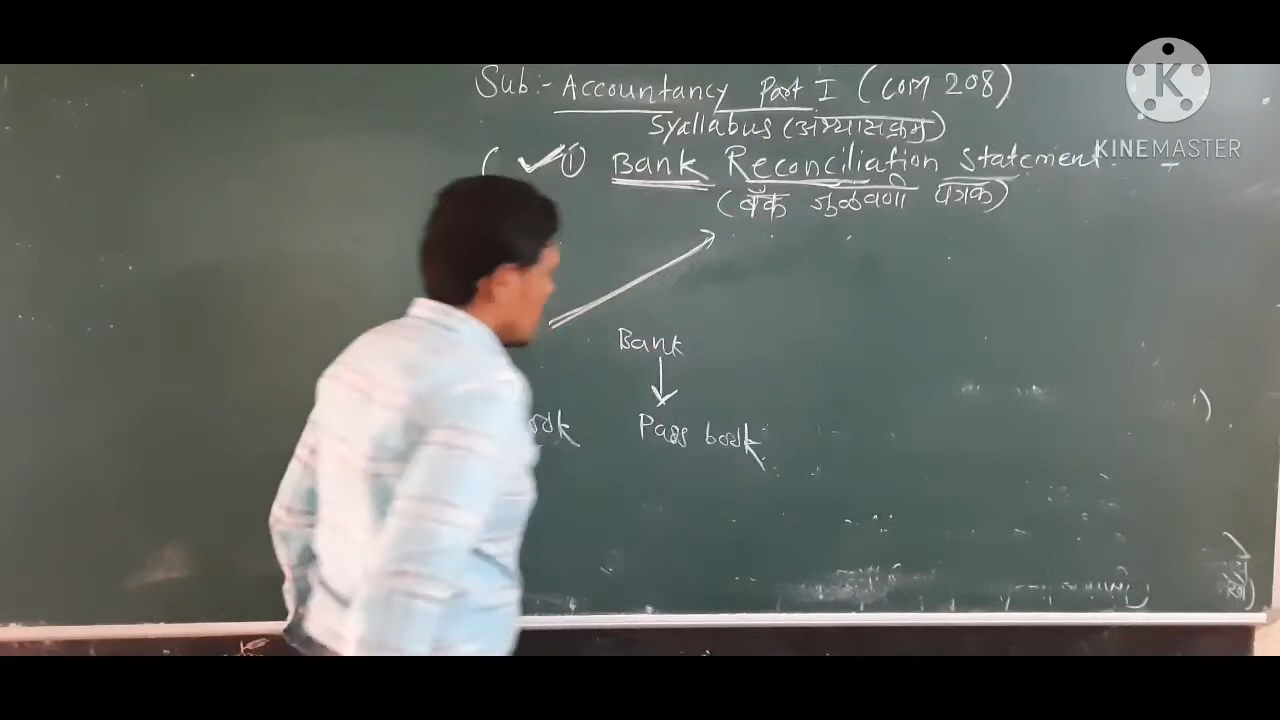 Sub:- Accountancy Part I (COM 208)
Syallabus (अभ्यासक्रम)
( ✓ ① Bank Reconciliation Statement
(बँक जुळवणी पत्रक)
Bank
↓
Pass book
K
KINEMASTER